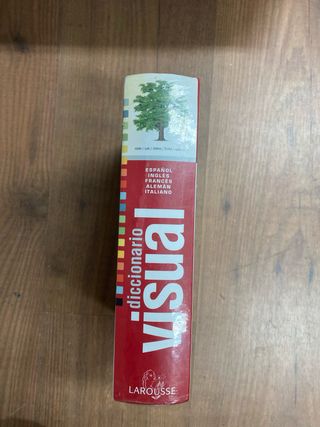 ESPAÑOL
INGLÉS
FRANCÉS
ALEMÁN
ITALIANO
diccionario
visual
LAROUSSE